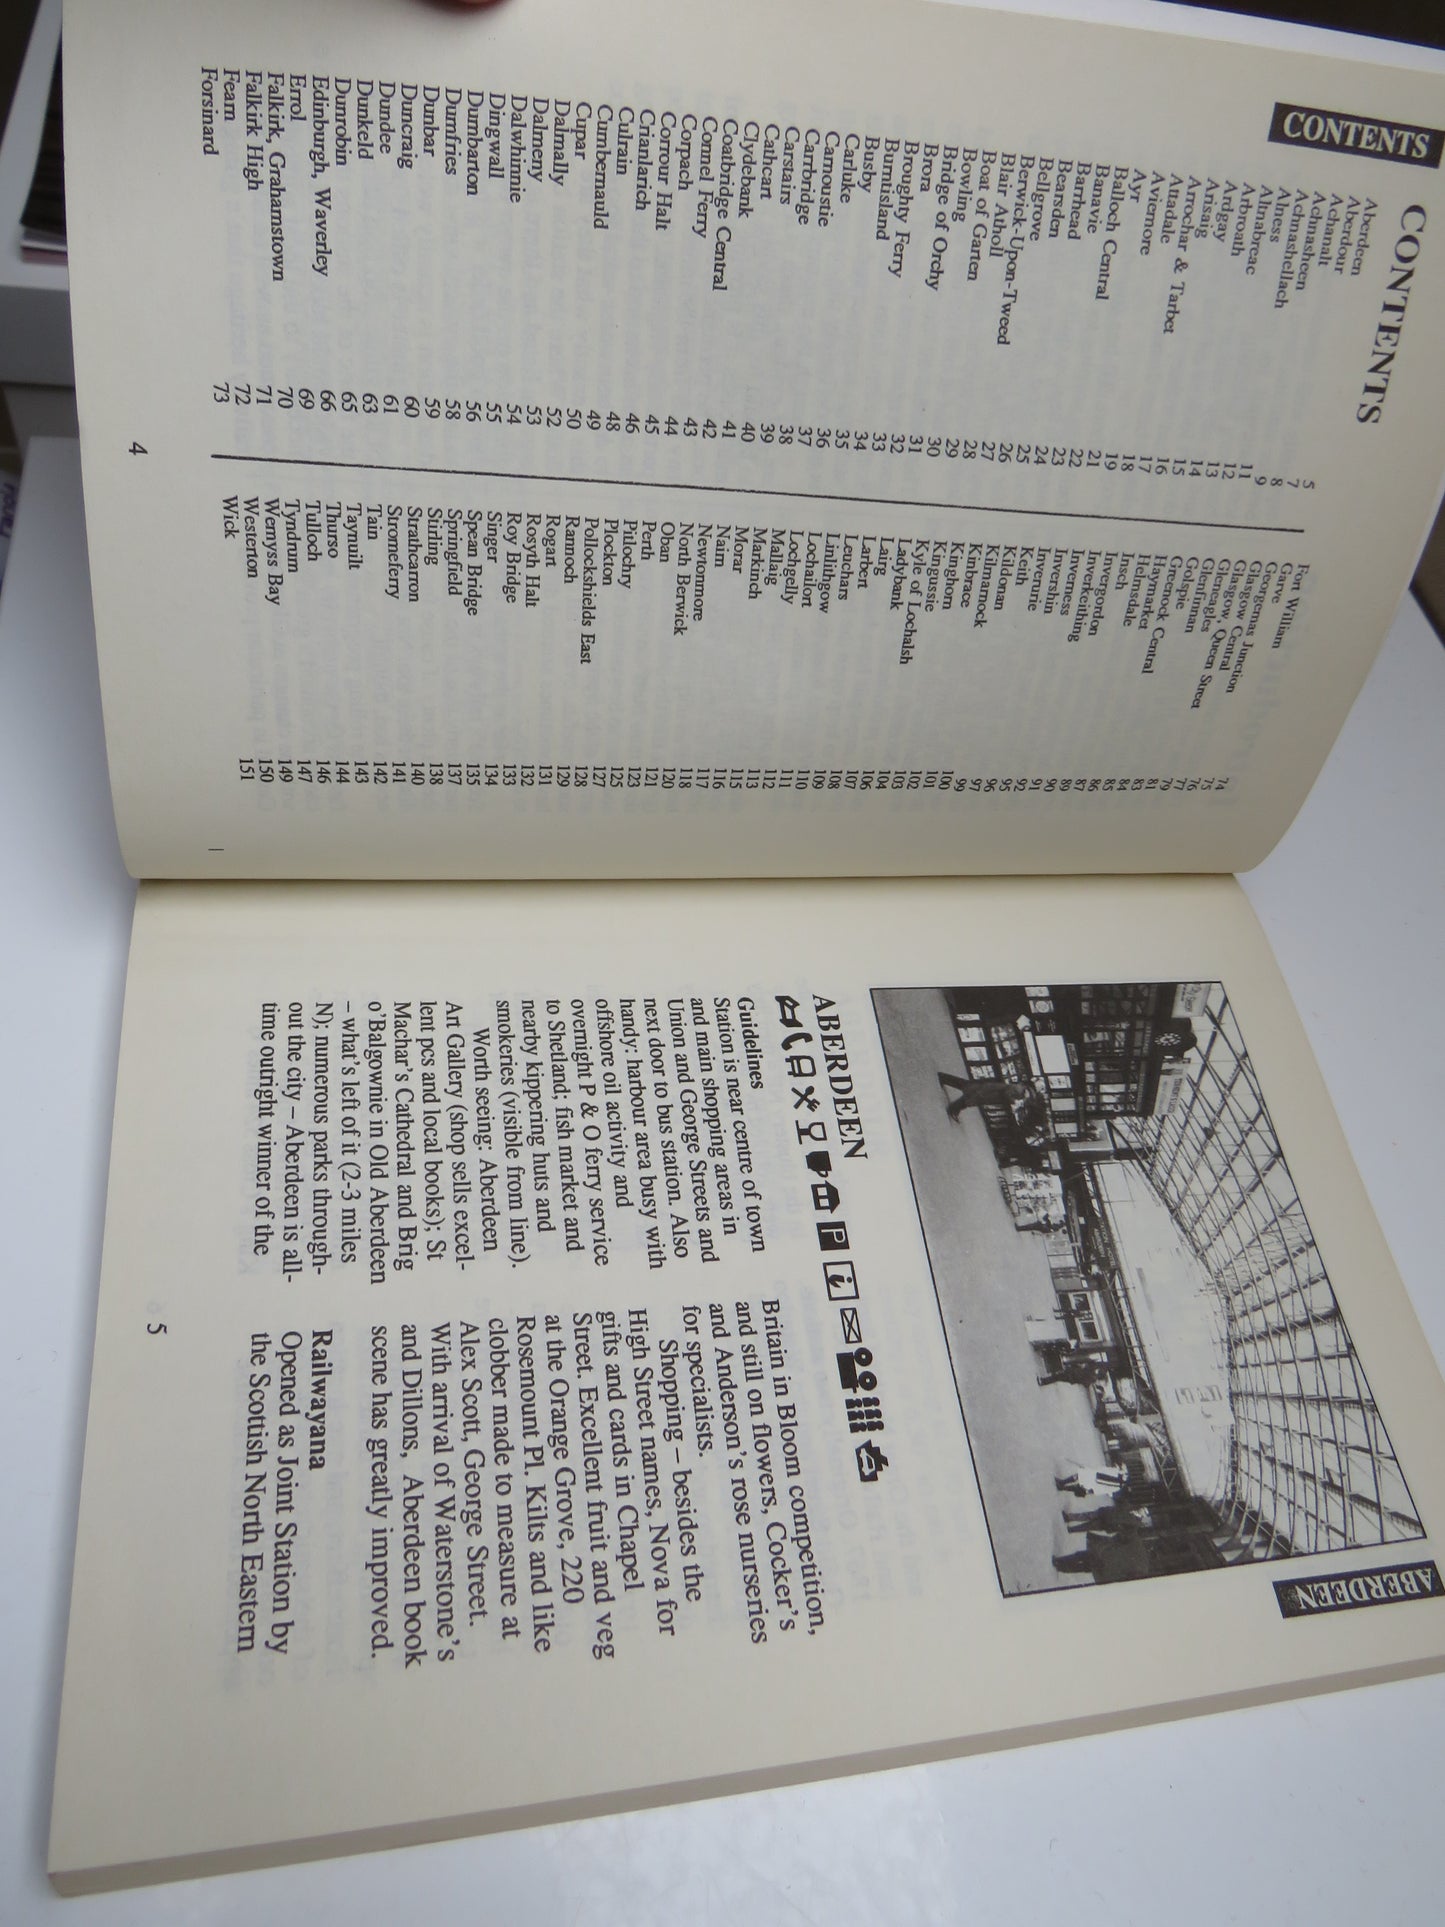 CONTENTS
CONTENTS
Aberdeen 5
Aberdour 7
Achanalt 8
Achnasheen 9
Achnashellach 11
Alness 12
Altnabreac 13
Arbroath 14
Ardgay 15
Arisaig 16
Arrochar & Tarbet 17
Attadale 18
Aviemore 19
Ayr 21
Balloch Central 22
Banavie 23
Barrhead 24
Bearsden 25
Bellgrove 26
Berwick-Upon-Tweed 27
Blair Atholl 28
Boat of Garten 29
Bowling 30
Bridge of Orchy 31
Brora 32
Broughty Ferry 33
Burntisland 34
Busby 35
Carluke 36
Carnoustie 37
Carrbridge 38
Carstairs 39
Cathcart 40
Clydebank 41
Coatbridge Central 42
Connel Ferry 43
Corpach 44
Corrour Halt 45
Crianlarich 46
Culrain 48
Cumbernauld 49
Cupar 50
Dalmally 52
Dalmeny 53
Dalwhinnie 54
Dingwall 55
Dumbarton 56
Dumfries 58
Dunbar 59
Duncraig 60
Dundee 61
Dunkeld 63
Dunrobin 65
Edinburgh, Waverley 66
Errol 69
Falkirk, Grahamstown 70
Falkirk High 71
Fearn 72
Forsinard 73
Fort William 74
Garve 75
Georgemas Junction 76
Glasgow Central 77
Glasgow, Queen Street 79
Gleneagles 81
Glenfinnan 83
Golspie 84
Greenock Central 85
Haymarket 86
Helmsdale 87
Insch 89
Invergordon 90
Inverkeithing 91
Inverness 92
Invershin 95
Inverurie 96
Keith 97
Kildonan 99
Kilmarnock 100
Kinbrace 101
Kinghorn 102
Kingussie 103
Kyle of Lochalsh 104
Ladybank 106
Lairg 107
Larbert 108
Leuchars 109
Linlithgow 110
Lochailort 111
Lochgelly 112
Mallaig 113
Markinch 115
Morar 116
Nairn 117
Newtonmore 118
North Berwick 120
Oban 121
Perth 123
Pitlochry 125
Plockton 127
Pollockshields East 128
Rannoch 129
Rogart 131
Rosyth Halt 132
Roy Bridge 133
Singer 134
Spean Bridge 135
Springfield 137
Stirling 138
Strathcarron 140
Stromeferry 141
Tain 142
Taynuilt 143
Thurso 144
Tulloch 146
Tyndrum 147
Wemyss Bay 149
Westerton 150
Wick 151
4
ABERDEEN
ABERDEEN
P i
Guidelines
Station is near centre of town
and main shopping areas in
Union and George Streets and
next door to bus station. Also
handy: harbour area busy with
offshore oil activity and
overnight P & O ferry service
to Shetland; fish market and
nearby kippering huts and
smokeries (visible from line).
Worth seeing: Aberdeen
Art Gallery (shop sells excel-
lent pcs and local books); St
Machar's Cathedral and Brig
o'Balgownie in Old Aberdeen
– what's left of it (2-3 miles
N); numerous parks through-
out the city – Aberdeen is all-
time outright winner of the
Britain in Bloom competition,
and still on flowers, Cocker's
and Anderson's rose nurseries
for specialists.
Shopping – besides the
High Street names, Nova for
gifts and cards in Chapel
Street. Excellent fruit and veg
at the Orange Grove, 220
Rosemount Pl. Kilts and like
clobber made to measure at
Alex Scott, George Street.
With arrival of Waterstone's
and Dillons, Aberdeen book
scene has greatly improved.
Railwayana
Opened as Joint Station by
the Scottish North Eastern
5